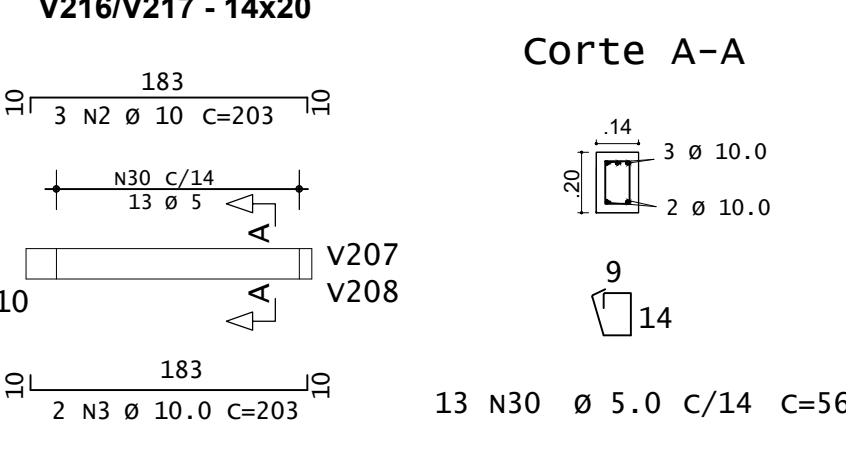 V216/V217 - 14x20
Corte A-A
10
183
10
3 N2 Ø 10 C=203
.14
3 Ø 10.0
.20
2 Ø 10.0
N30 C/14
13 Ø 5
A
V207
V208
A
10
9
14
10
183
10
2 N3 Ø 10.0 C=203
13 N30 Ø 5.0 C/14 C=56